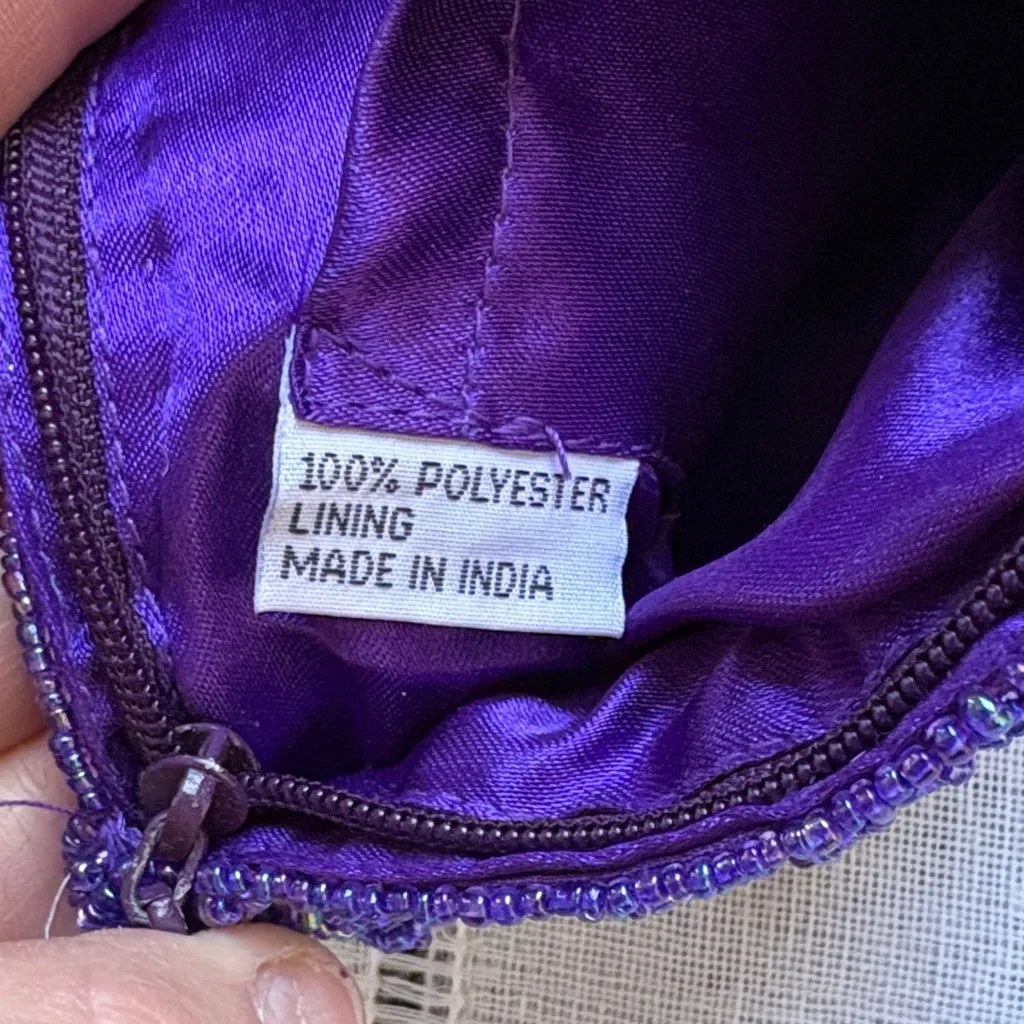 100% POLYESTER
LINING
MADE IN INDIA